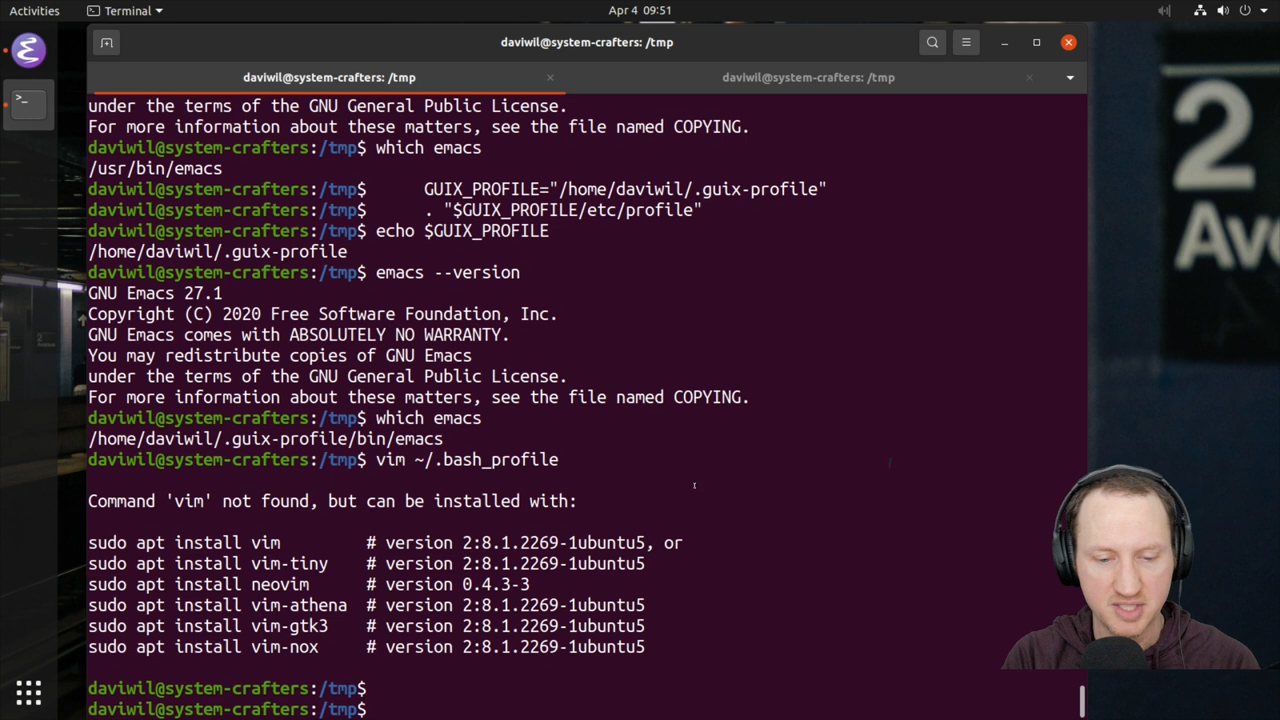 Activities
Terminal
Apr 4 09:51
daviwil@system-crafters: /tmp
daviwil@system-crafters: /tmp
daviwil@system-crafters: /tmp
under the terms of the GNU General Public License.
For more information about these matters, see the file named COPYING.
daviwil@system-crafters:/tmp$ which emacs
/usr/bin/emacs
daviwil@system-crafters:/tmp$      GUIX_PROFILE="/home/daviwil/.guix-profile"
daviwil@system-crafters:/tmp$      . "$GUIX_PROFILE/etc/profile"
daviwil@system-crafters:/tmp$ echo $GUIX_PROFILE
/home/daviwil/.guix-profile
daviwil@system-crafters:/tmp$ emacs --version
GNU Emacs 27.1
Copyright (C) 2020 Free Software Foundation, Inc.
GNU Emacs comes with ABSOLUTELY NO WARRANTY.
You may redistribute copies of GNU Emacs
under the terms of the GNU General Public License.
For more information about these matters, see the file named COPYING.
daviwil@system-crafters:/tmp$ which emacs
/home/daviwil/.guix-profile/bin/emacs
daviwil@system-crafters:/tmp$ vim ~/.bash_profile
Command 'vim' not found, but can be installed with:
sudo apt install vim         # version 2:8.1.2269-1ubuntu5, or
sudo apt install vim-tiny    # version 2:8.1.2269-1ubuntu5
sudo apt install neovim      # version 0.4.3-3
sudo apt install vim-athena  # version 2:8.1.2269-1ubuntu5
sudo apt install vim-gtk3    # version 2:8.1.2269-1ubuntu5
sudo apt install vim-nox     # version 2:8.1.2269-1ubuntu5
daviwil@system-crafters:/tmp$
daviwil@system-crafters:/tmp$
2
Av